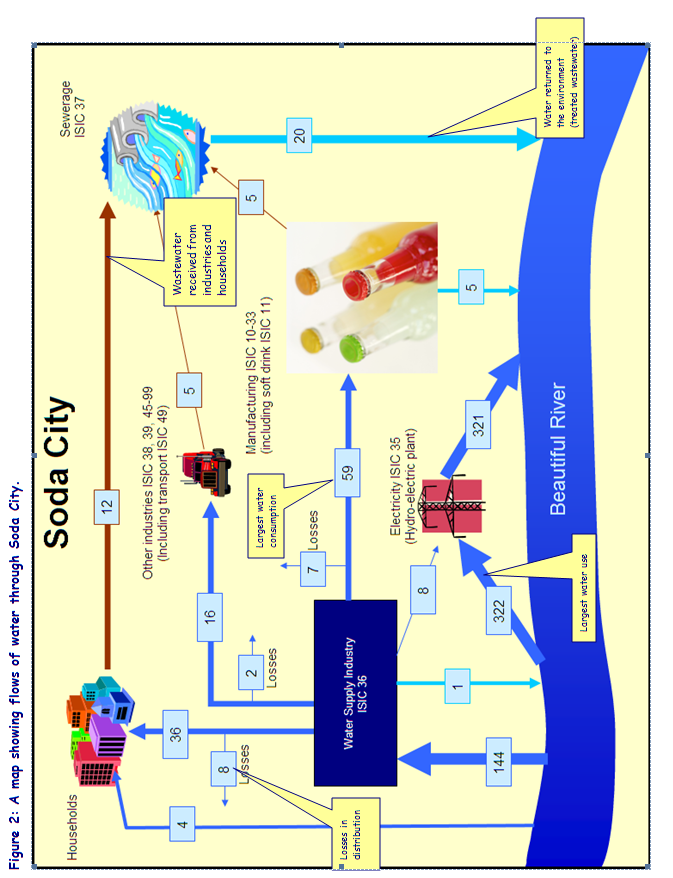 Figure 2: A map showing flows of water through Soda City.
Soda City
Sewerage
ISIC 37
12
Wastewater
received from
industries and
households
20
Water returned to
the environment
(treated wastewater)
5
5
Other industries ISIC 38, 39, 45-99
(Including transport ISIC 49)
Manufacturing ISIC 10-33
(including soft drink ISIC 11)
5
59
Largest water
consumption
7
Losses
16
2
Losses
Households
36
8
Losses
4
Losses in
distribution
Water Supply Industry
ISIC 36
8
1
144
Electricity ISIC 35
(Hydro-electric plant)
321
322
Largest water use
Beautiful River